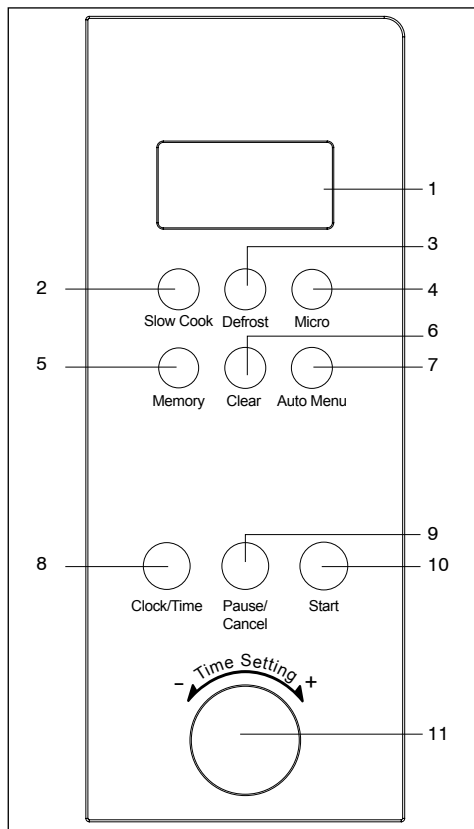 1
3
2
4
Slow Cook Defrost Micro
6
5
7
Memory Clear Auto Menu
9
8
10
Clock/Time Pause/ Start
Cancel
Time Setting
- +
11